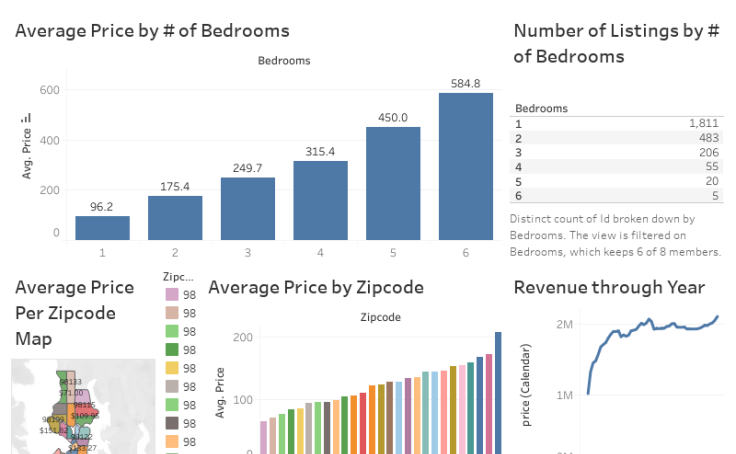 Average Price by # of Bedrooms
Bedrooms
Avg. Price
600
400
200
0
96.2
175.4
249.7
315.4
450.0
584.8
1
2
3
4
5
6
Number of Listings by #
of Bedrooms
Bedrooms
1 1,811
2 483
3 206
4 55
5 20
6 5
Distinct count of Id broken down by
Bedrooms. The view is filtered on
Bedrooms, which keeps 6 of 8 members.
Average Price
Per Zipcode
Map
98133
$71.00
Zipc...
98
98
98
98
98
98
98
98
98
Average Price by Zipcode
Zipcode
Avg. Price
200
100
0
Revenue through Year
price (Calendar)
2M
1M